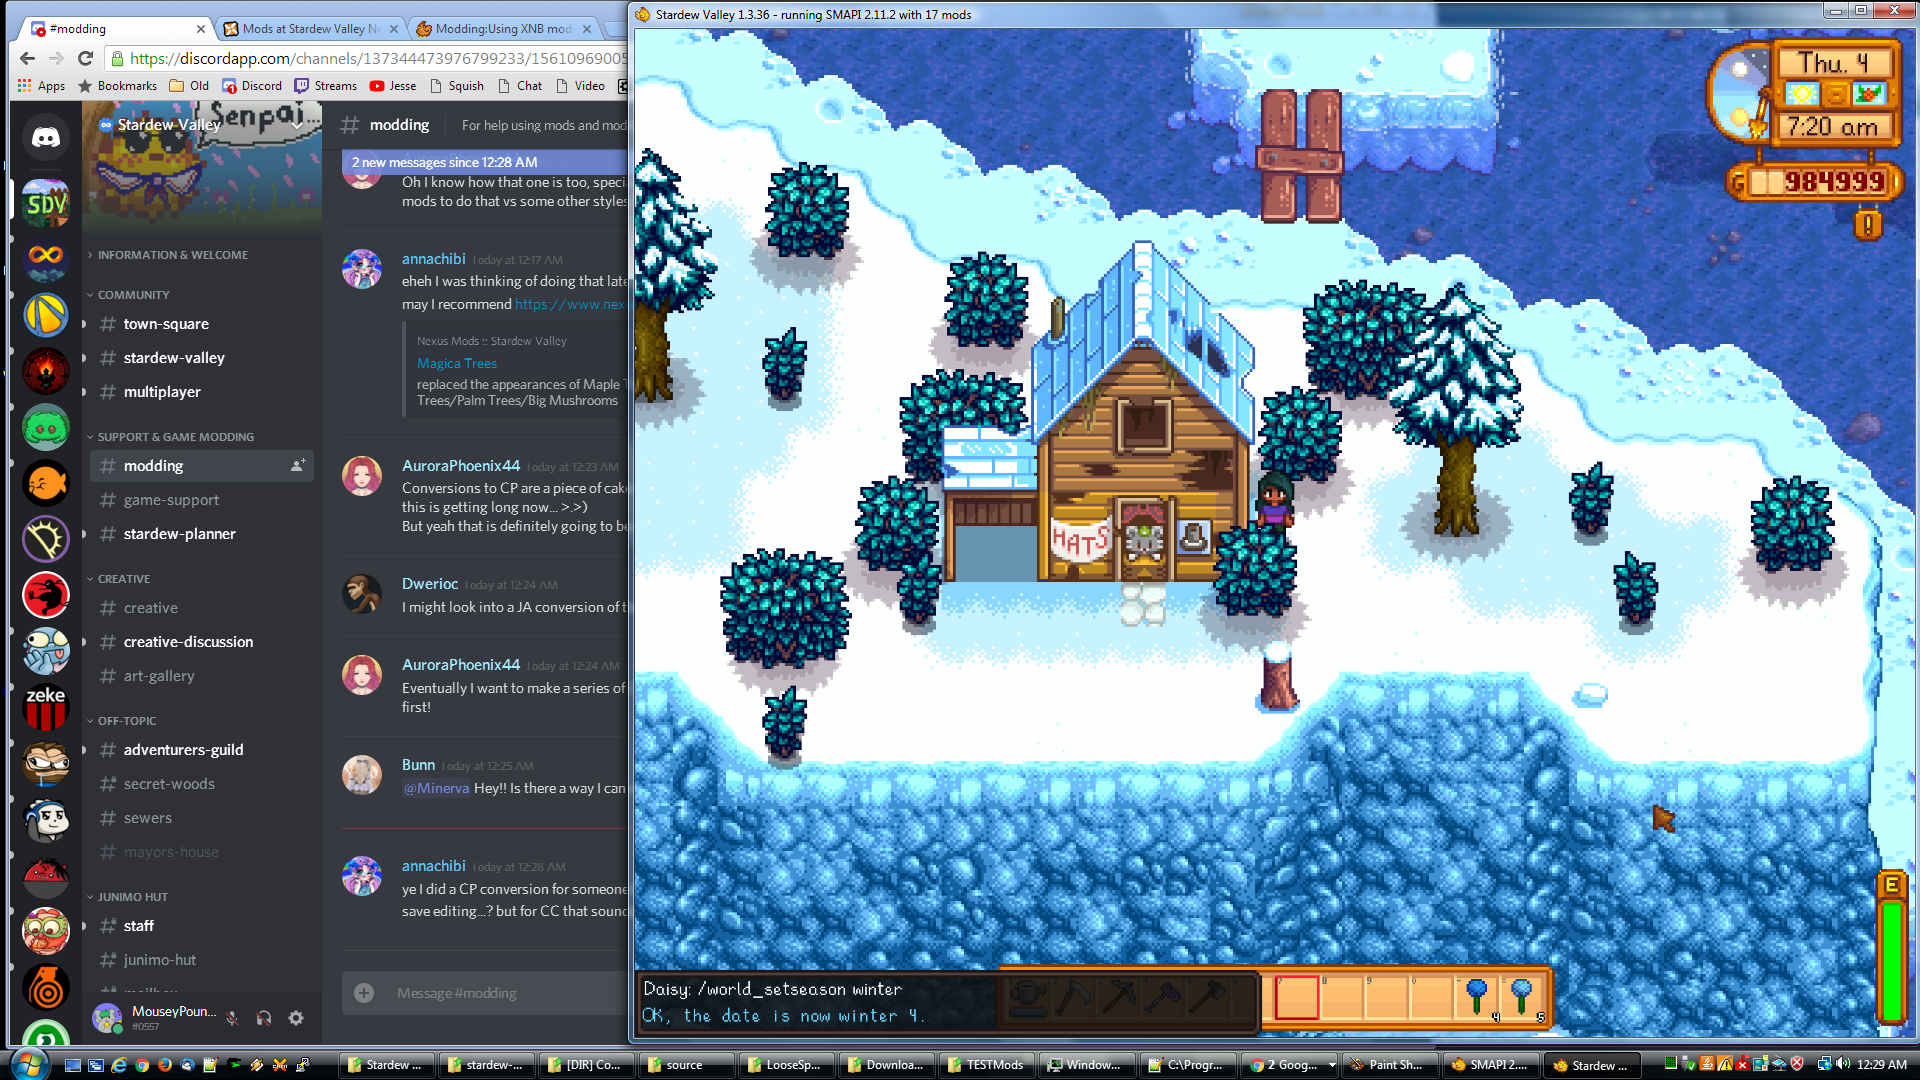 #modding
Mods at Stardew Valley Ne
Modding:Using XNB mod
https://discordapp.com/channels/137344473976799233/1561096900
Apps
Bookmarks
Old
Discord
Streams
Jesse
Squish
Chat
Video
Stardew Valley
Senpai...
INFORMATION & WELCOME
COMMUNITY
# town-square
# stardew-valley
# multiplayer
SUPPORT & GAME MODDING
# modding
# game-support
# stardew-planner
CREATIVE
# creative
# creative-discussion
# art-gallery
OFF-TOPIC
# adventurers-guild
# secret-woods
# sewers
# mayors-house
JUNIMO HUT
# staff
# junimo-hut
SDV
zeke
MouseyPoun...
#0557
# modding
For help using mods and mod
2 new messages since 12:28 AM
Oh I know how that one is too, speci
mods to do that vs some other styles
annachibi Today at 12:17 AM
eheh I was thinking of doing that late
may I recommend https://www.nex
Nexus Mods :: Stardew Valley
Magica Trees
replaced the appearances of Maple T
Trees/Palm Trees/Big Mushrooms
AuroraPhoenix44 Today at 12:23 AM
Conversions to CP are a piece of cak
this is getting long now... >.>)
But yeah that is definitely going to be
Dwerioc Today at 12:24 AM
I might look into a JA conversion of t
AuroraPhoenix44 Today at 12:24 AM
Eventually I want to make a series of
first!
Bunn Today at 12:25 AM
@Minerva Hey!! Is there a way I can
annachibi Today at 12:28 AM
ye I did a CP conversion for someone
save editing...? but for CC that soun
Message #modding
Stardew Valley 1.3.36 - running SMAPI 2.11.2 with 17 mods
Thu. 4
7:20 am
G 984999
!
HATS
E
Daisy: /world_setseason winter
OK, the date is now winter 4.
7 8 9 0 - =
4
5
Stardew ...
stardew-...
[DIR] Co...
source
LooseSp...
Downloa...
TESTMods
Window...
C:\Progr...
2 Goog...
Paint Sh...
SMAPI 2....
Stardew ...
12:29 AM